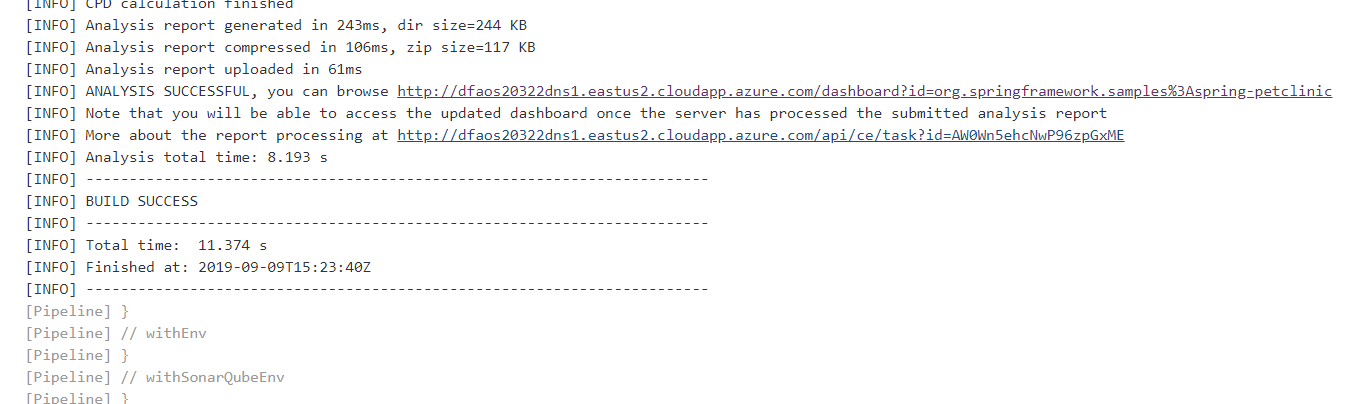 [INFO] CPD calculation finished
[INFO] Analysis report generated in 243ms, dir size=244 KB
[INFO] Analysis report compressed in 106ms, zip size=117 KB
[INFO] Analysis report uploaded in 61ms
[INFO] ANALYSIS SUCCESSFUL, you can browse http://dfaos20322dns1.eastus2.cloudapp.azure.com/dashboard?id=org.springframework.samples%3Aspring-petclinic
[INFO] Note that you will be able to access the updated dashboard once the server has processed the submitted analysis report
[INFO] More about the report processing at http://dfaos20322dns1.eastus2.cloudapp.azure.com/api/ce/task?id=AW0Wn5ehcNwP96zpGxME
[INFO] Analysis total time: 8.193 s
[INFO] ------------------------------------------------------------------------
[INFO] BUILD SUCCESS
[INFO] ------------------------------------------------------------------------
[INFO] Total time:  11.374 s
[INFO] Finished at: 2019-09-09T15:23:40Z
[INFO] ------------------------------------------------------------------------
[Pipeline] }
[Pipeline] // withEnv
[Pipeline] }
[Pipeline] // withSonarQubeEnv
[Pipeline] }